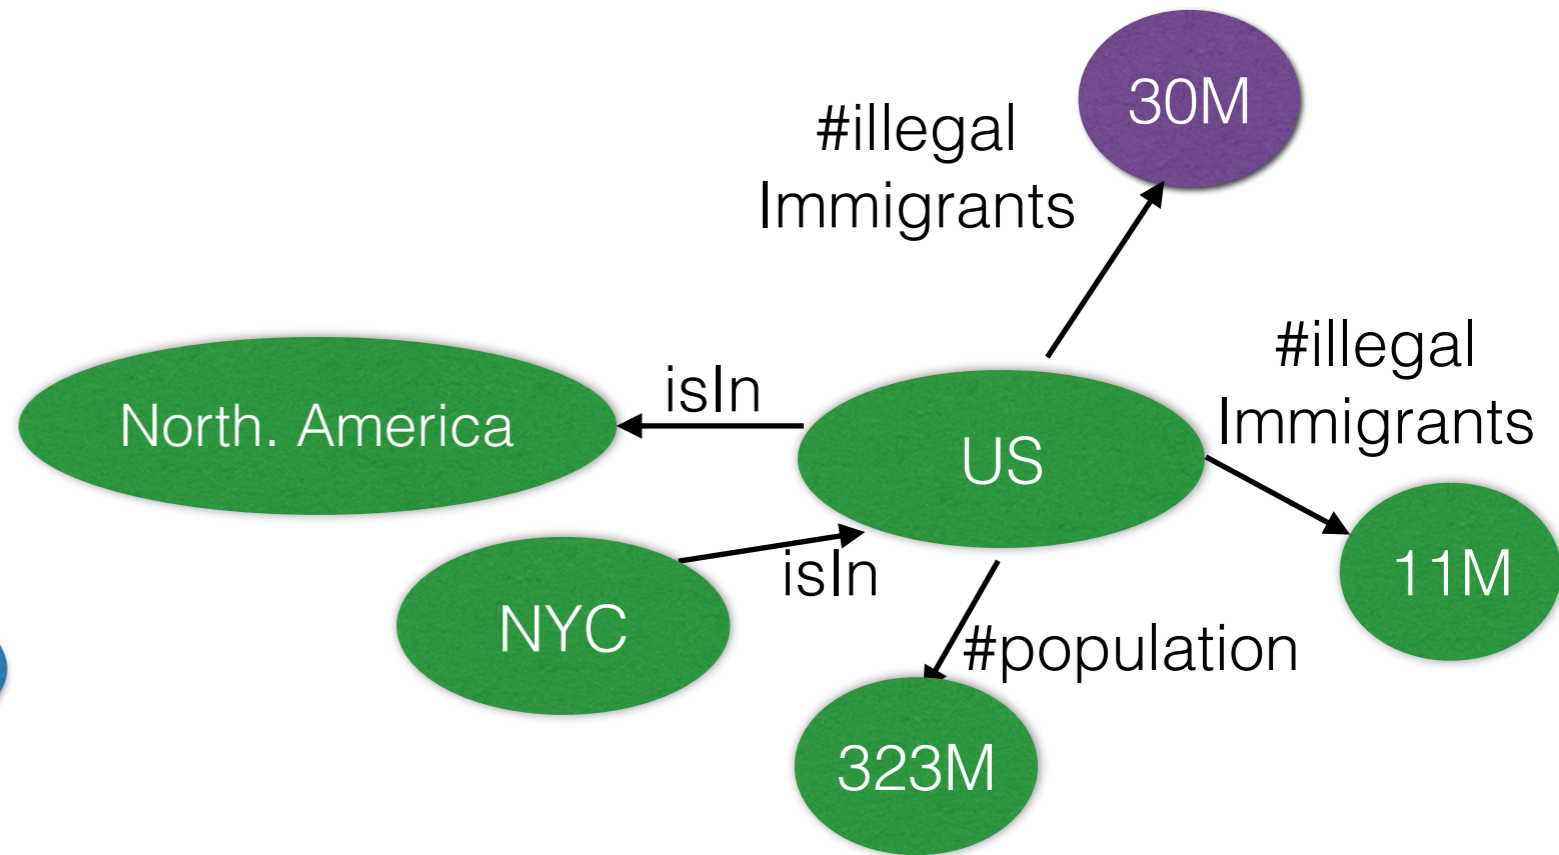 30M
#illegal
Immigrants
#illegal
Immigrants
isIn
North. America
US
isIn
11M
NYC
#population
323M